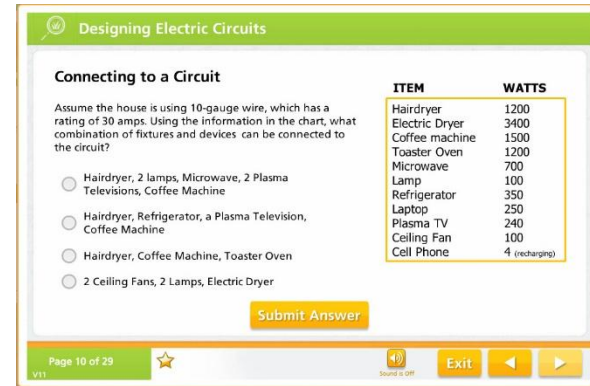 Designing Electric Circuits
Connecting to a Circuit
Assume the house is using 10-gauge wire, which has a
rating of 30 amps. Using the information in the chart, what
combination of fixtures and devices can be connected to
the circuit?
Hairdryer, 2 lamps, Microwave, 2 Plasma
Televisions, Coffee Machine
Hairdryer, Refrigerator, a Plasma Television,
Coffee Machine
Hairdryer, Coffee Machine, Toaster Oven
2 Ceiling Fans, 2 Lamps, Electric Dryer
ITEM WATTS
Hairdryer 1200
Electric Dryer 3400
Coffee machine 1500
Toaster Oven 1200
Microwave 700
Lamp 100
Refrigerator 350
Laptop 250
Plasma TV 240
Ceiling Fan 100
Cell Phone 4 (recharging)
Submit Answer
Page 10 of 29
V11
Sound is Off
Exit